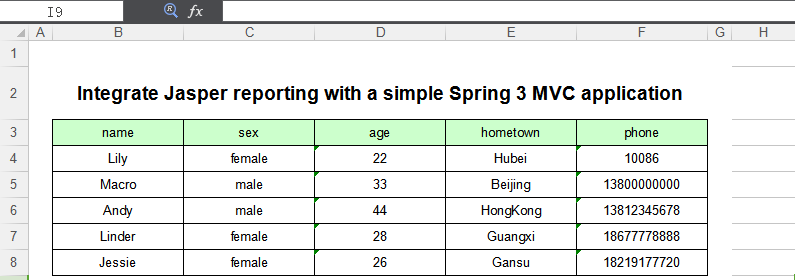 I9 fx
A B C D E F G H
1
2 Integrate Jasper reporting with a simple Spring 3 MVC application
3 name sex age hometown phone
4 Lily female 22 Hubei 10086
5 Macro male 33 Beijing 13800000000
6 Andy male 44 HongKong 13812345678
7 Linder female 28 Guangxi 18677778888
8 Jessie female 26 Gansu 18219177720